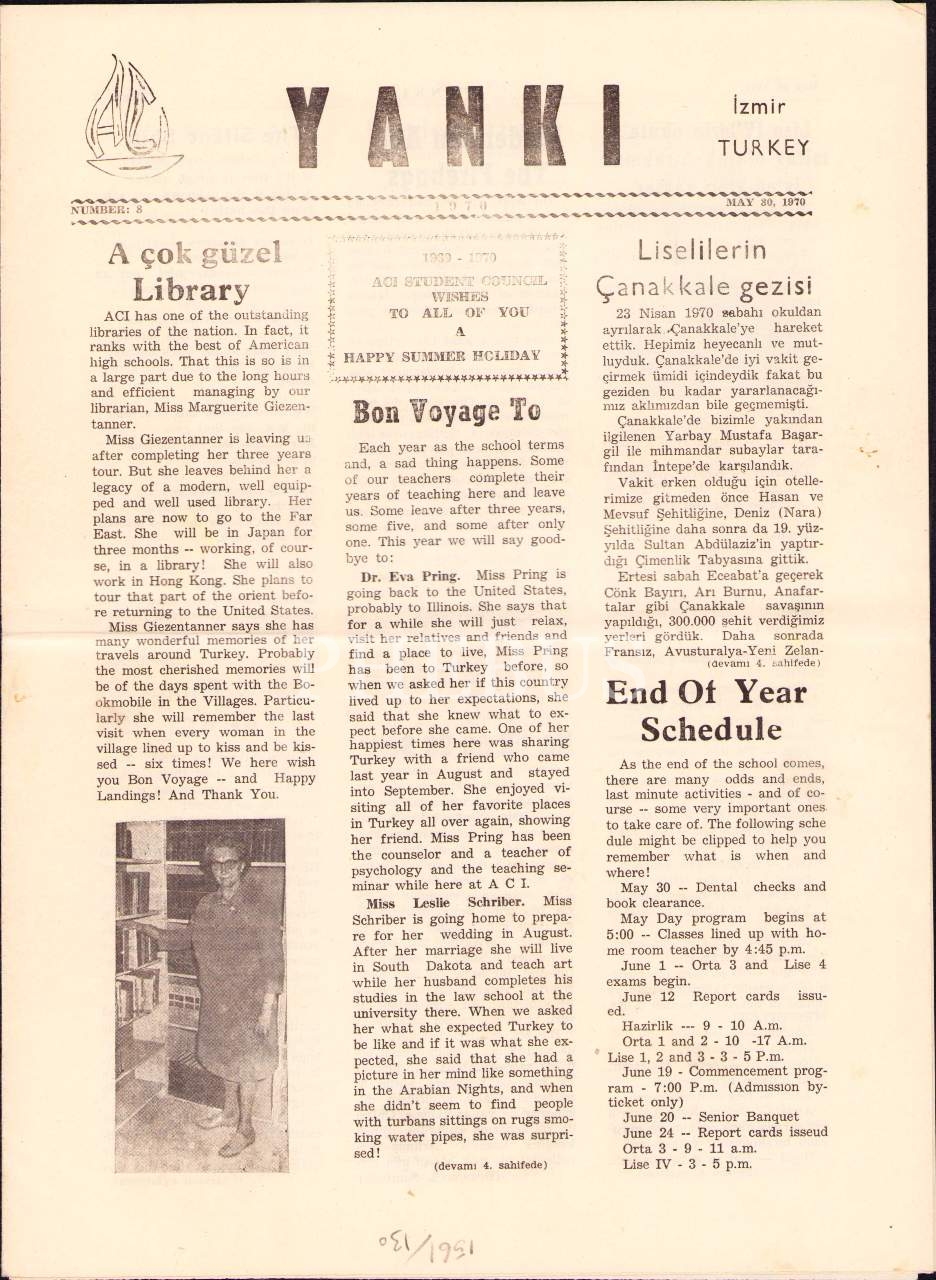 ACI
YANKI
İzmir
TURKEY
NUMBER: 8
1970
MAY 30, 1970
A çok güzel
Library
ACI has one of the outstanding
libraries of the nation. In fact, it
ranks with the best of American
high schools. That this is so is in
a large part due to the long hours
and efficient managing by our
librarian, Miss Marguerite Giezen-
tanner.
Miss Giezentanner is leaving us
after completing her three years
tour. But she leaves behind her a
legacy of a modern, well equip-
ped and well used library. Her
plans are now to go to the Far
East. She will be in Japan for
three months -- working, of cour-
se, in a library! She will also
work in Hong Kong. She plans to
tour that part of the orient befo-
re returning to the United States.
Miss Giezentanner says she has
many wonderful memories of her
travels around Turkey. Probably
the most cherished memories will
be of the days spent with the Bo-
okmobile in the Villages. Particu-
larly she will remember the last
visit when every woman in the
village lined up to kiss and be kis-
sed -- six times! We here wish
you Bon Voyage -- and Happy
Landings! And Thank You.
1969 - 1970
ACI STUDENT COUNCIL
WISHES
TO ALL OF YOU
A
HAPPY SUMMER HOLIDAY
Bon Voyage To
Each year as the school terms
end, a sad thing happens. Some
of our teachers complete their
years of teaching here and leave
us. Some leave after three years,
some five, and some after only
one. This year we will say good-
bye to:
Dr. Eva Pring. Miss Pring is
going back to the United States,
probably to Illinois. She says that
for a while she will just relax,
visit her relatives and friends and
find a place to live, Miss Pring
has been to Turkey before, so
when we asked her if this country
lived up to her expectations, she
said that she knew what to ex-
pect before she came. One of her
happiest times here was sharing
Turkey with a friend who came
last year in August and stayed
into September. She enjoyed vi-
siting all of her favorite places
in Turkey all over again, showing
her friend. Miss Pring has been
the counselor and a teacher of
psychology and the teaching se-
minar while here at A C I.
Miss Leslie Schriber. Miss
Schriber is going home to prepa-
re for her wedding in August.
After her marriage she will live
in South Dakota and teach art
while her husband completes his
studies in the law school at the
university there. When we asked
her what she expected Turkey to
be like and if it was what she ex-
pected, she said that she had a
picture in her mind like something
in the Arabian Nights, and when
she didn't seem to find people
with turbans sittings on rugs smo-
king water pipes, she was surpri-
sed!
(devamı 4. sahifede)
Liselilerin
Çanakkale gezisi
23 Nisan 1970 sabahı okuldan
ayrılarak Çanakkale'ye hareket
ettik. Hepimiz heyecanlı ve mut-
luyduk. Çanakkale'de iyi vakit ge-
çirmek ümidi içindeydik fakat bu
geziden bu kadar yararlanacağı-
mız aklımızdan bile geçmemişti.
Çanakkale'de bizimle yakından
ilgilenen Yarbay Mustafa Başar-
gil ile mihmandar subaylar tara-
fından İntepe'de karşılandık.
Vakit erken olduğu için otelle-
rimize gitmeden önce Hasan ve
Mevsuf Şehitliğine, Deniz (Nara)
Şehitliğine daha sonra da 19. yüz-
yılda Sultan Abdülaziz'in yaptır-
dığı Çimenlik Tabyasına gittik.
Ertesi sabah Eceabat'a geçerek
Cönk Bayırı, Arı Burnu, Anafar-
talar gibi Çanakkale savaşının
yapıldığı, 300.000 şehit verdiğimiz
yerleri gördük. Daha sonrada
Fransız, Avusturalya-Yeni Zelan-
(devamı 4. sahifede)
End Of Year
Schedule
As the end of the school comes,
there are many odds and ends,
last minute activities - and of co-
urse -- some very important ones
to take care of. The following sche
dule might be clipped to help you
remember what is when and
where!
May 30 -- Dental checks and
book clearance.
May Day program begins at
5:00 -- Classes lined up with ho-
me room teacher by 4:45 p.m.
June 1 -- Orta 3 and Lise 4
exams begin.
June 12 Report cards issu-
ed.
Hazirlik --- 9 - 10 A.m.
Orta 1 and 2 - 10 -17 A.m.
Lise 1, 2 and 3 - 3 - 5 P.m.
June 19 - Commencement prog-
ram - 7:00 P.m. (Admıssıon by-
ticket only)
June 20 -- Senior Banquet
June 24 -- Report cards isseud
Orta 3 - 9 - 11 a.m.
Lise IV - 3 - 5 p.m.
1561/130